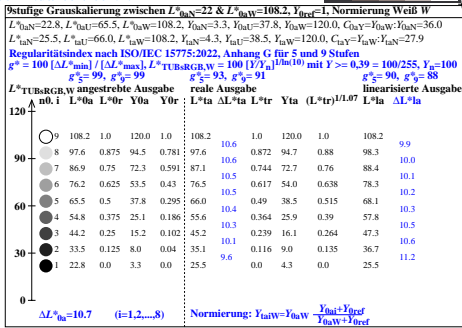 9stufige Grauskalierung zwischen L*0aN=22 & L*0aW=108.2, Y0ref=1, Normierung Weiß W
L*0aN=22.8, L*0aU=65.5, L*0aW=108.2, Y0aN=3.3, Y0aU=37.8, Y0aW=120.0, C0aY=Y0aW:Y0aN=36.0
L*taN=25.5, L*taU=66.0, L*taW=108.2, YtaN=4.3, YtaU=38.5, YtaW=120.0, CtaY=YtaW:YtaN=27.9
Regularitätsindex nach ISO/IEC 15775:2022, Anhang G für 5 und 9 Stufen
g* = 100 [ΔL*min] / [ΔL*max], L*TUBsRGB,W = 100 [Y/Yn]1/ln(10) mit Y >= 0,39 = 100/255, Yn=100
g*5= 99, g*9= 99 g*5= 93, g*9= 91 g*5= 90, g*9= 88
L*TUBsRGB,W angestrebte Ausgabe reale Ausgabe linearisierte Ausgabe
n0. i L*0a L*0r Y0a Y0r L*ta ΔL*ta L*tr Yta (L*tr)1/1.07 L*la ΔL*la
120
9 108.2 1.0 120.0 1.0 108.2 1.0 120.0 1.0 108.2
10.6 9.9
8 97.6 0.875 94.5 0.781 97.6 0.872 94.7 0.88 98.3
10.5 10.0
90
7 86.9 0.75 72.3 0.591 87.1 0.744 72.7 0.76 88.4
10.5 10.1
6 76.2 0.625 53.5 0.43 76.5 0.617 54.0 0.638 78.3
10.5 10.2
60
5 65.5 0.5 37.8 0.295 66.0 0.49 38.5 0.515 68.1
10.4 10.3
4 54.8 0.375 25.1 0.186 55.6 0.364 25.9 0.39 57.8
10.3 10.5
3 44.2 0.25 15.2 0.102 45.2 0.239 16.1 0.264 47.3
10.1 10.6
30
2 33.5 0.125 8.0 0.04 35.1 0.116 9.0 0.135 36.7
9.6 11.2
1 22.8 0.0 3.3 0.0 25.5 0.0 4.3 0.0 25.5
0
ΔL*0a=10.7 (i=1,2,...,8) Normierung: YtaiW=Y0aW Y0ai+Y0ref
Y0aW+Y0ref